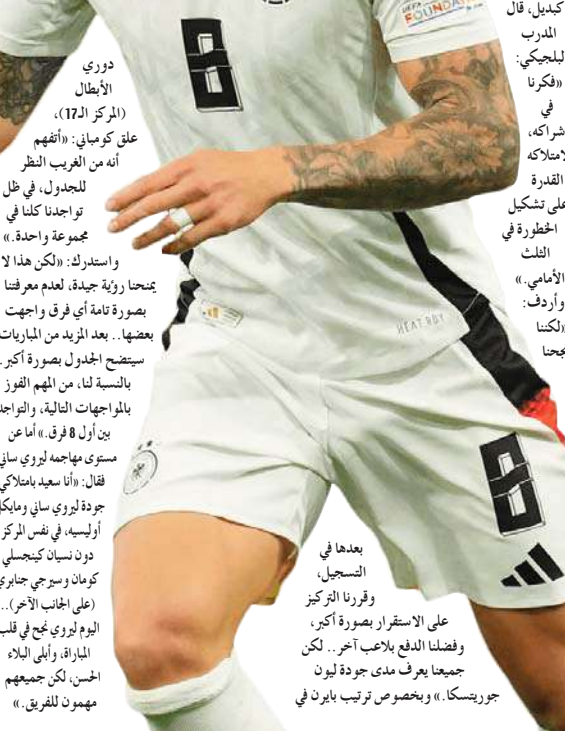 كبديل، قال
المدرب
لبلجيكي:
«فكرنا
في
شراكه،
لامتلاكه
القدرة
على تشكيل
الخطورة في
الثلث
الأمامي.»
وأردف:
«لكننا
نجحنا
بعدها في
التسجيل،
وقررنا التركيز
على الاستقرار بصورة أكبر،
وفضلنا الدفع بلاعب آخر.. لكن
جميعنا يعرف مدى جودة ليون
جوريتسكا.» وبخصوص ترتيب بايرن في
دوري
الأبطال
(المركز الـ17)،
علق كومباني: «أتفهم
أنه من الغريب النظر
للجدول، في ظل
تواجدنا كلنا في
مجموعة واحدة.»
واستدرك: «لكن هذا لا
يمنحنا رؤية جيدة، لعدم معرفتنا
بصورة تامة أي فرق واجهت
بعضها.. بعد المزيد من المباريات
سيتضح الجدول بصورة أكبر.
بالنسبة لنا، من المهم الفوز
بالمواجهات التالية، والتواجد
بين أول 8 فرق.» أما عن
مستوى مهاجمه ليروي ساني
فقال: «أنا سعيد بامتلاكي
جودة ليروي ساني ومايكل
أوليسيه، في نفس المركز
دون نسيان كينجسلي
كومان وسيرجي جنابري
(على الجانب الآخر)..
اليوم ليروي نجح في قلب
المباراة، وأبلى البلاء
الحسن، لكن جميعهم
مهمون للفريق.»
UEFA
FOUNDA
8
HEAT.RDY
8